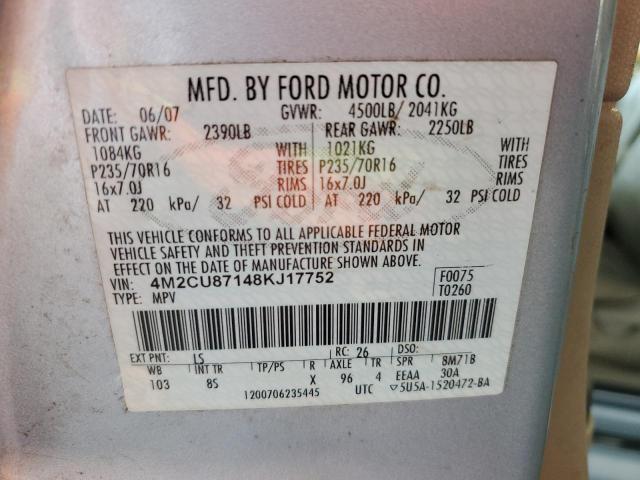 MFD. BY FORD MOTOR CO.
DATE: 06/07 GVWR: 4500LB/ 2041KG
FRONT GAWR: 2390LB REAR GAWR: 2250LB
1084KG WITH 1021KG WITH
P235/70R16 TIRES P235/70R16 TIRES
16x7.0J RIMS 16x7.0J RIMS
AT 220 kPa/ 32 PSI COLD AT 220 kPa/ 32 PSI COLD
THIS VEHICLE CONFORMS TO ALL APPLICABLE FEDERAL MOTOR
VEHICLE SAFETY AND THEFT PREVENTION STANDARDS IN
EFFECT ON THE DATE OF MANUFACTURE SHOWN ABOVE.
VIN: 4M2CU87148KJ17752 F0075
TYPE: MPV T0260
EXT PNT: LS RC: 26 DSO:
WB INT TR TP/PS R AXLE TR SPR 8M71B
103 8S X 96 4 EEAA 30A
1200706235445 UTC 5U5A-1520472-BA